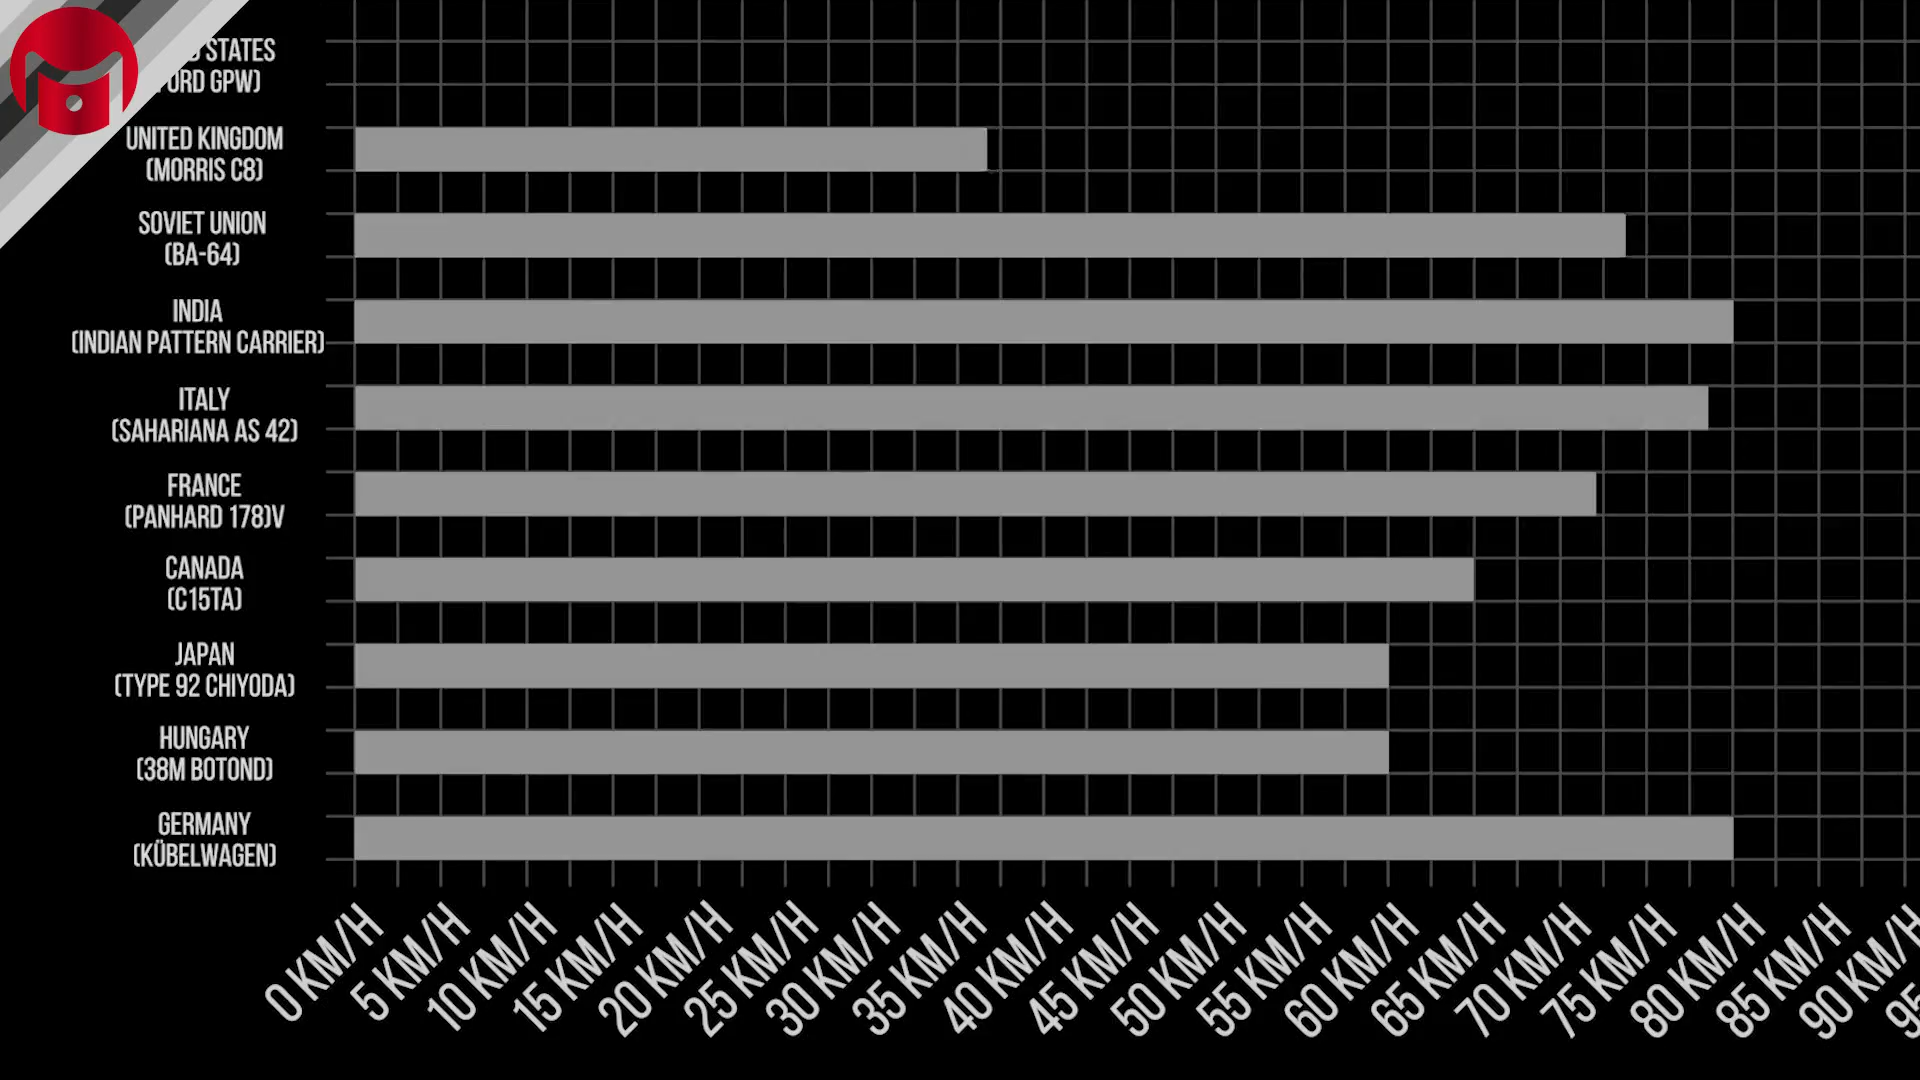 STATES
ORD GPW)
UNITED KINGDOM
(MORRIS C8)
SOVIET UNION
(BA-64)
INDIA
(INDIAN PATTERN CARRIER)
ITALY
(SAHARIANA AS 42)
FRANCE
(PANHARD 178)V
CANADA
(C15TA)
JAPAN
(TYPE 92 CHIYODA)
HUNGARY
(38M BOTOND)
GERMANY
(KÜBELWAGEN)
0 KM/H
5 KM/H
10 KM/H
15 KM/H
20 KM/H
25 KM/H
30 KM/H
35 KM/H
40 KM/H
45 KM/H
50 KM/H
55 KM/H
60 KM/H
65 KM/H
70 KM/H
75 KM/H
80 KM/H
85 KM/H
90 KM/H
95